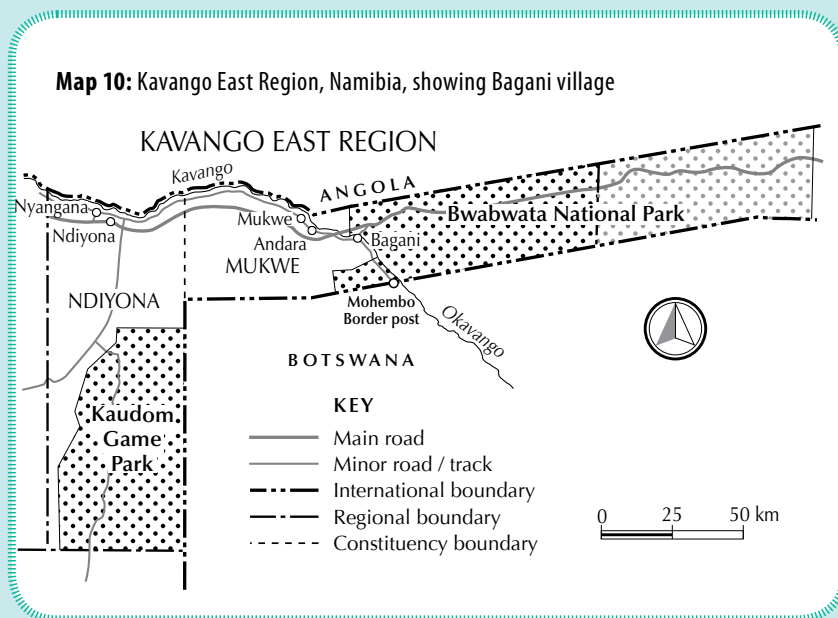 Map 10: Kavango East Region, Namibia, showing Bagani village
KAVANGO EAST REGION
Kavango
ANGOLA
Nyangana
Ndiyona
Mukwe
Andara
Bagani
Bwabwata National Park
MUKWE
NDIYONA
Mohembo
Border post
Okavango
BOTSWANA
Kaudom
Game
Park
KEY
Main road
Minor road / track
International boundary
Regional boundary
Constituency boundary
0 25 50 km